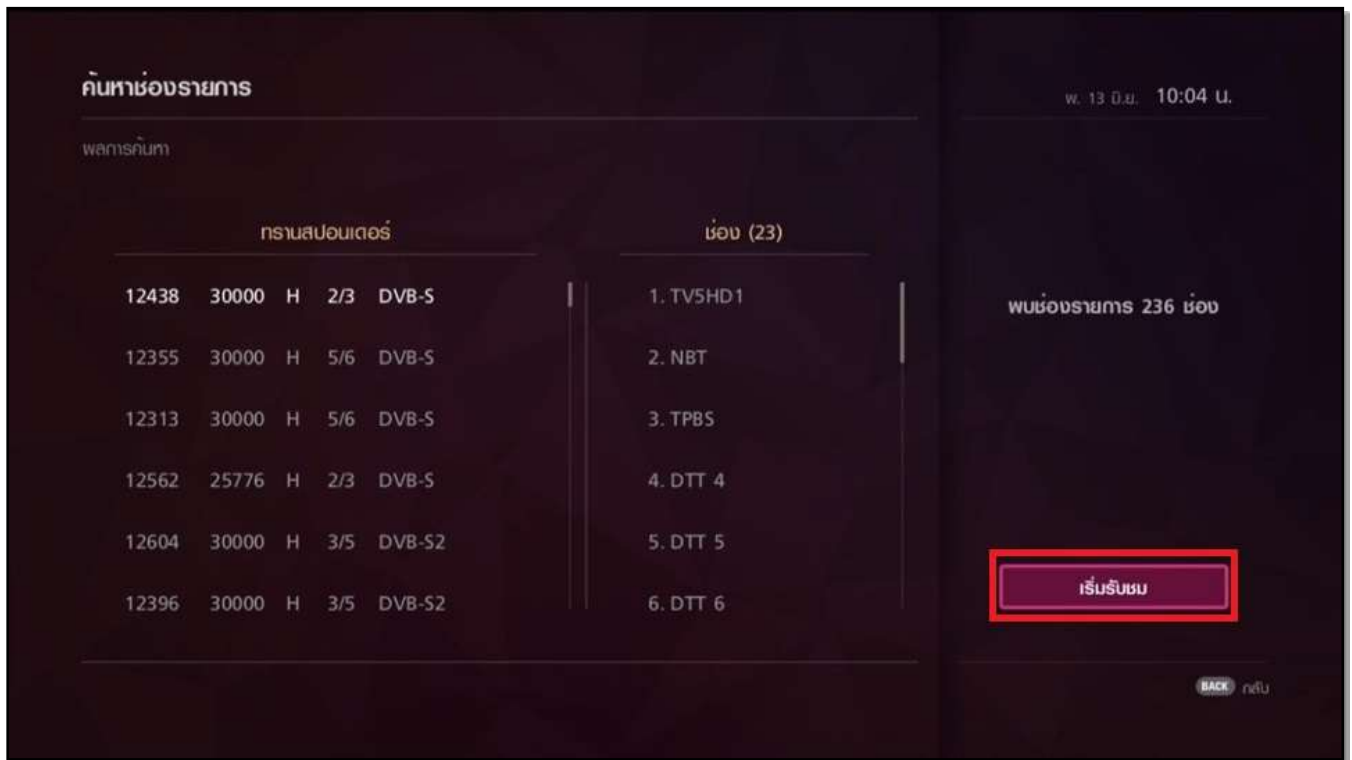 ค้นหาช่องรายการ
พ. 13 มิ.ย. 10:04 น.
ผลการค้นหา
ทรานสปอนเดอร์
ช่อง (23)
12438 30000 H 2/3 DVB-S
1. TV5HD1
พบช่องรายการ 236 ช่อง
12355 30000 H 5/6 DVB-S
2. NBT
12313 30000 H 5/6 DVB-S
3. TPBS
12562 25776 H 2/3 DVB-S
4. DTT 4
12604 30000 H 3/5 DVB-S2
5. DTT 5
เริ่มรับชม
12396 30000 H 3/5 DVB-S2
6. DTT 6
BACK กลับ